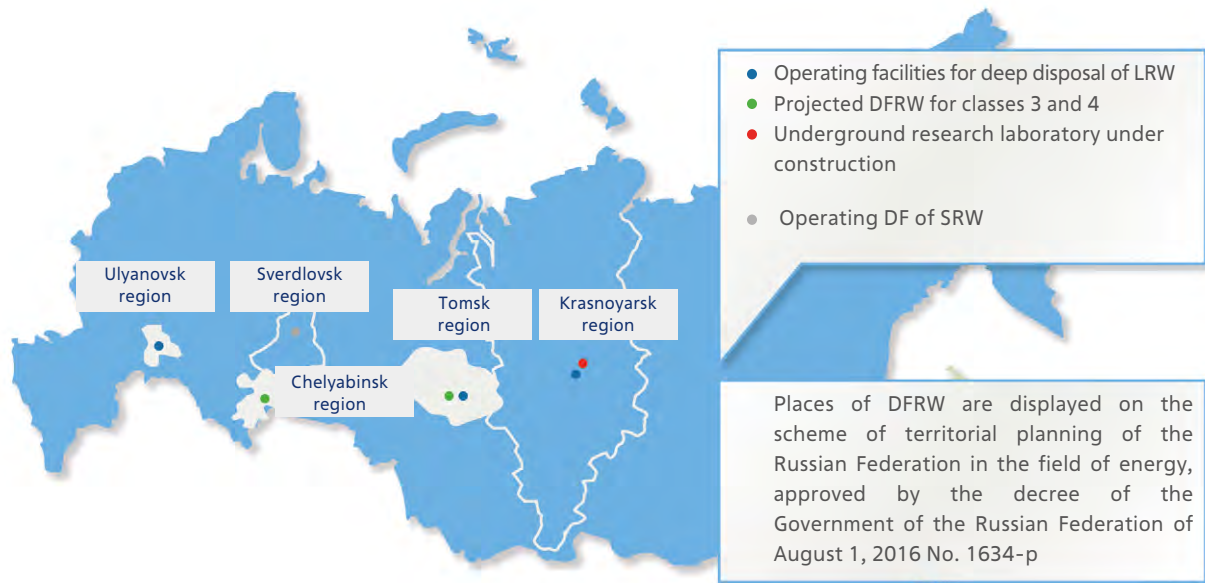 Operating facilities for deep disposal of LRW
Projected DFRW for classes 3 and 4
Underground research laboratory under
construction
Operating DF of SRW
Ulyanovsk
region
Sverdlovsk
region
Tomsk
region
Krasnoyarsk
region
Chelyabinsk
region
Places of DFRW are displayed on the
scheme of territorial planning of the
Russian Federation in the field of energy,
approved by the decree of the
Government of the Russian Federation of
August 1, 2016 No. 1634-p